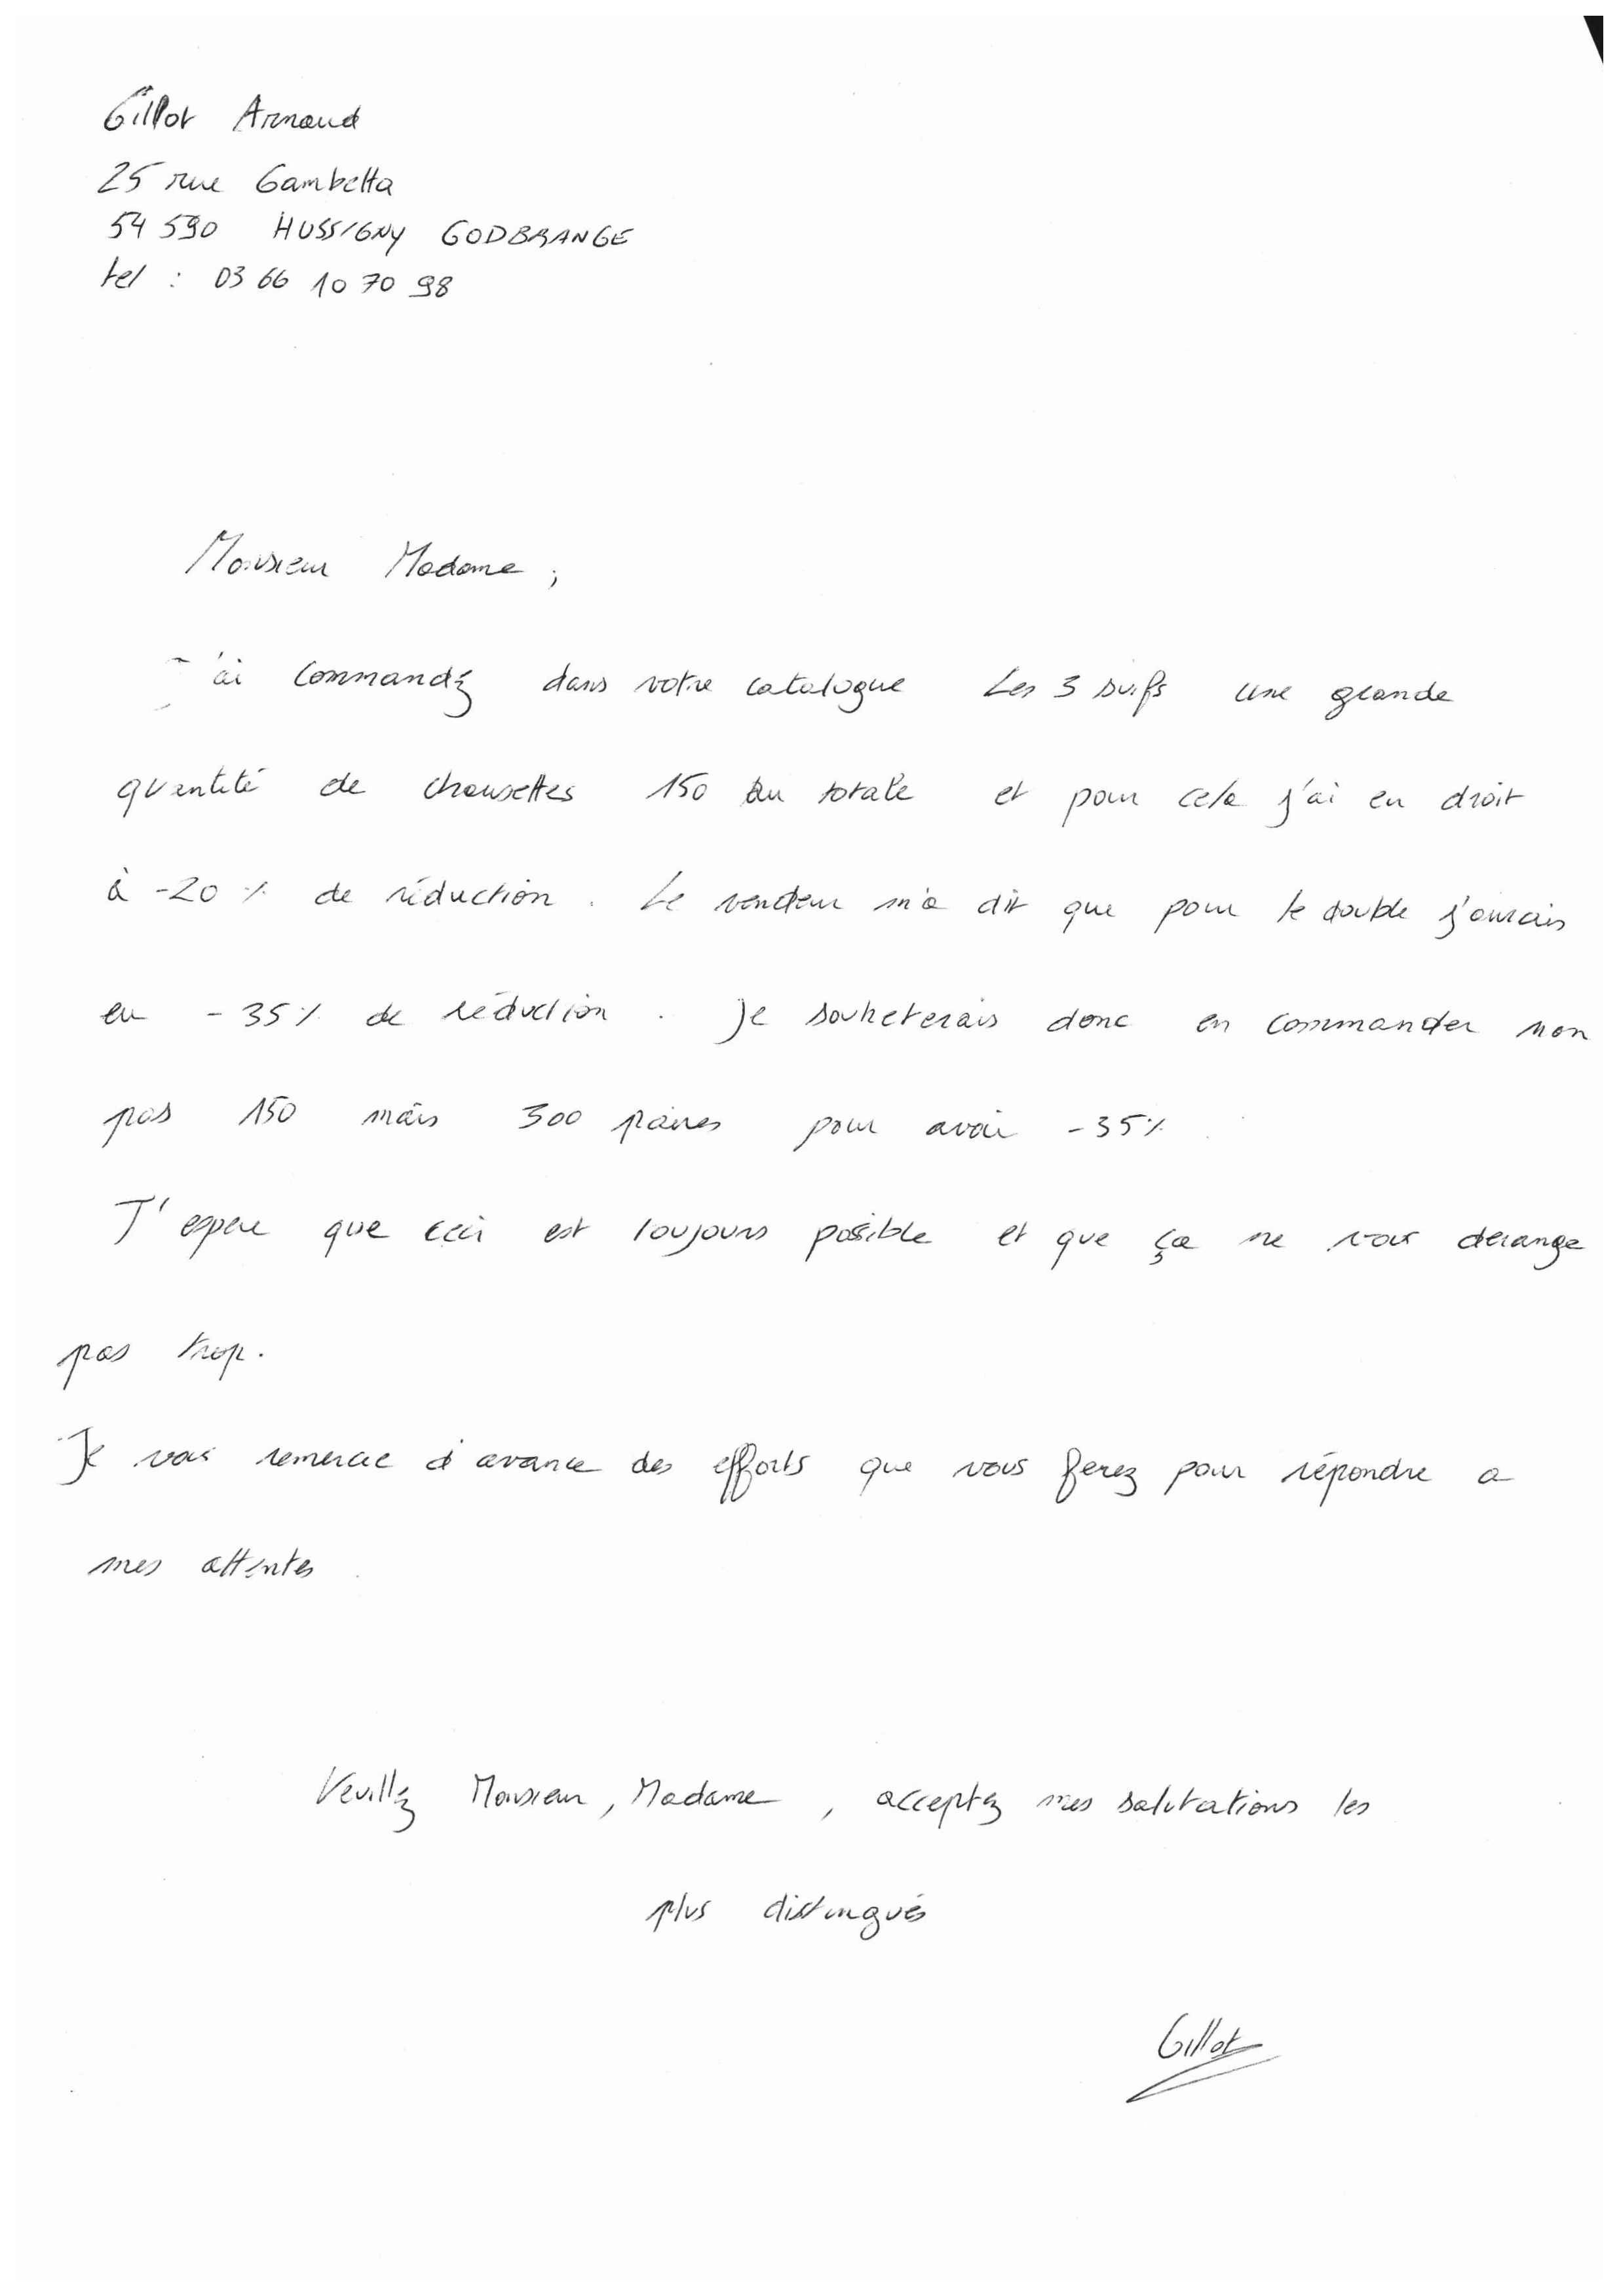 Gillot Arnaud
25 rue Gambetta
54 590 HUSSIGNY GODBRANGE
tel : 03 66 10 70 98
Monsieur Madame ;
J'ai commandez dans votre catalogue Les 3 suifs une grande
quantité de chaussettes 150 au totale et pour cela j'ai eu droit
à -20 % de réduction . Le vendeur m'a dit que pour le double j'aurais
eu - 35 % de réduction . Je souheterais donc en commander non
pas 150 mais 300 paires pour avoir - 35 % .
J'espere que ceci est toujours possible et que ça ne vous derange
pas trop .
Je vous remercie d'avance des efforts que vous ferez pour répondre a
mes attentes .
Veuillez Monsieur , Madame , acceptez mes salutations les
plus distingués
Gillot